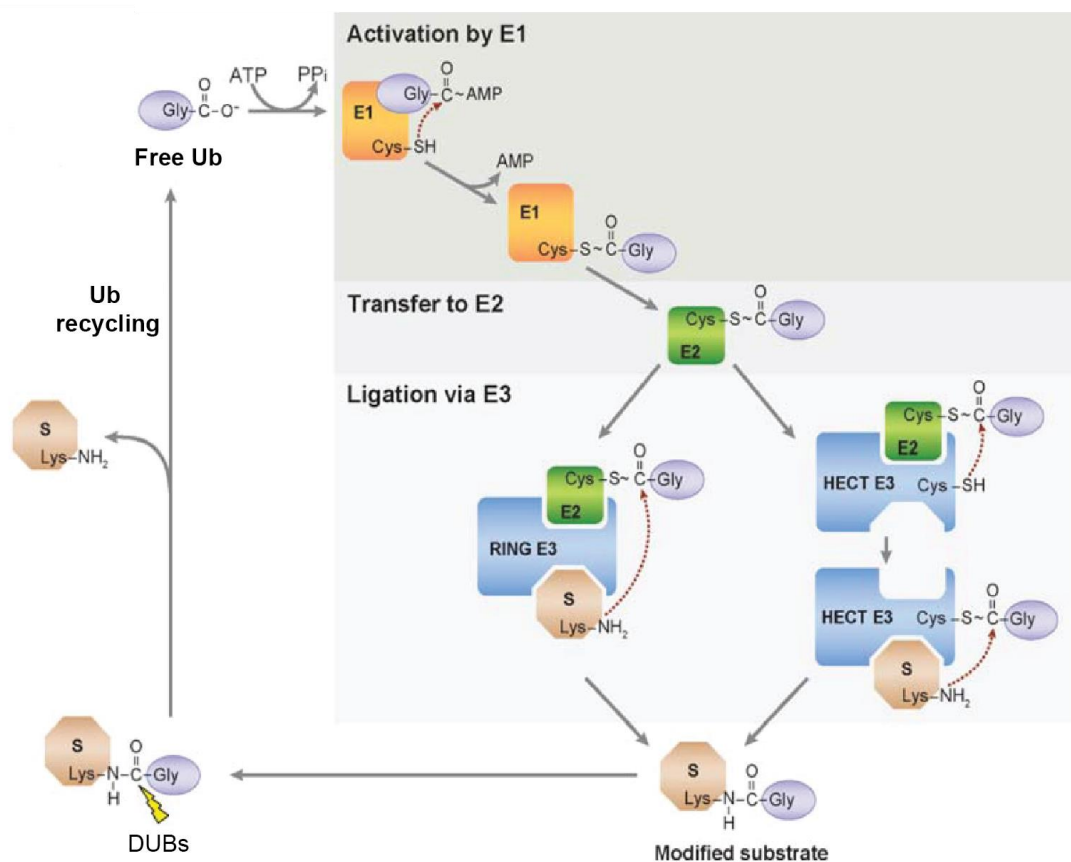 Activation by E1
ATP PPi
Gly-C-O-
O
Free Ub
E1
Gly-C~AMP
O
Cys-SH
AMP
E1
Cys-S~C-Gly
O
Ub
recycling
Transfer to E2
Cys-S~C-Gly
O
E2
Ligation via E3
Cys-S~C-Gly
O
E2
RING E3
S
Lys-NH2
Cys-S~C-Gly
O
E2
HECT E3
Cys-SH
HECT E3
Cys-S~C-Gly
O
S
Lys-NH2
S
Lys-NH2
S
Lys-N-C-Gly
O
H
DUBs
S
Lys-N-C-Gly
O
H
Modified substrate